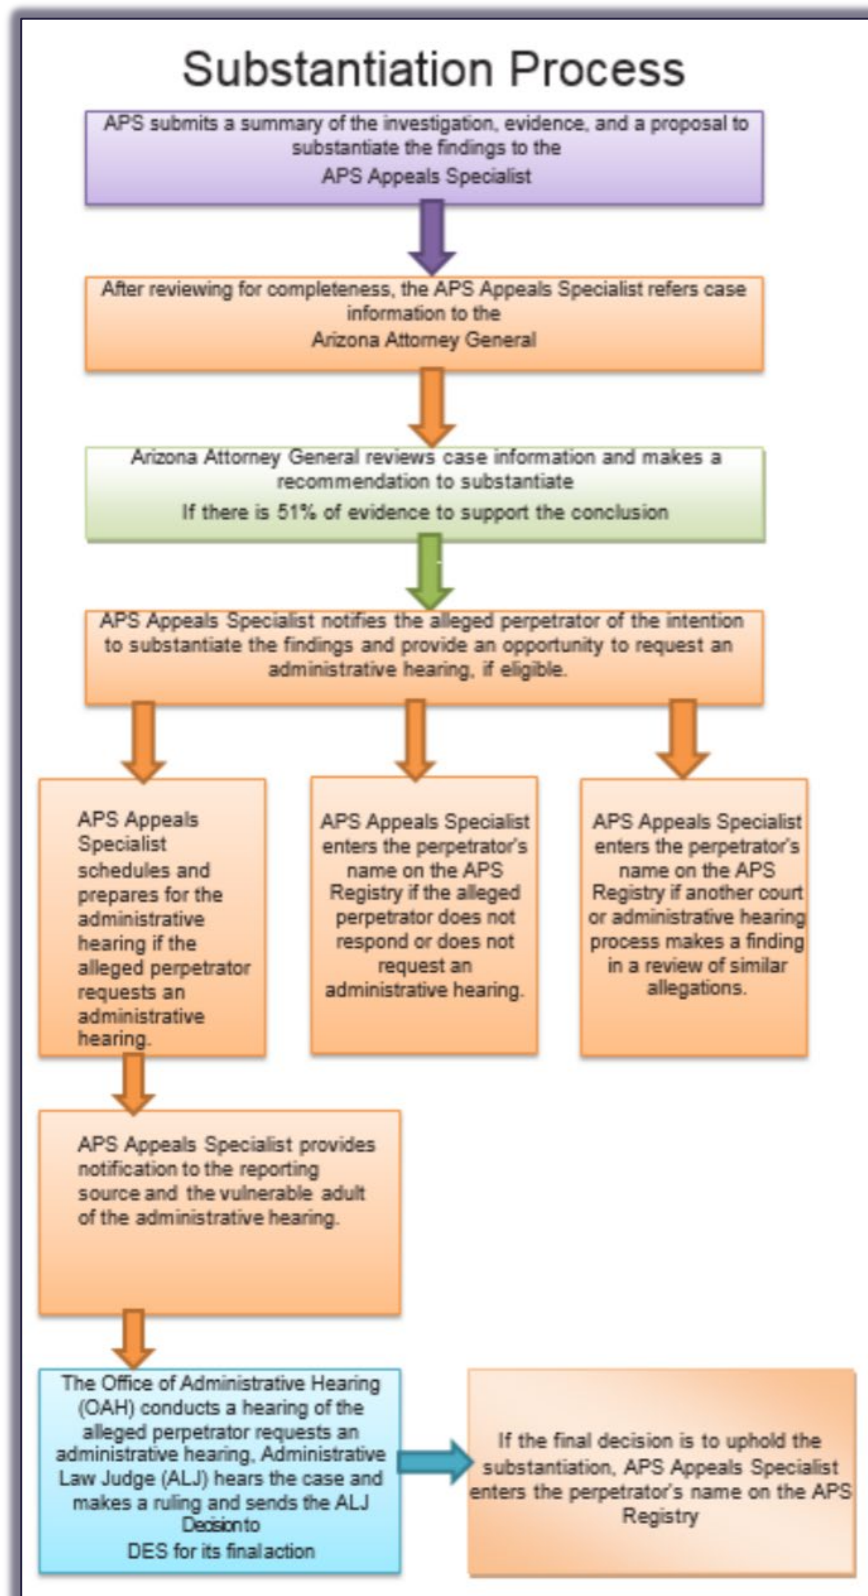 Substantiation Process
APS submits a summary of the investigation, evidence, and a proposal to
substantiate the findings to the
APS Appeals Specialist
After reviewing for completeness, the APS Appeals Specialist refers case
information to the
Arizona Attorney General
Arizona Attorney General reviews case information and makes a
recommendation to substantiate
If there is 51% of evidence to support the conclusion
APS Appeals Specialist notifies the alleged perpetrator of the intention
to substantiate the findings and provide an opportunity to request an
administrative hearing, if eligible.
APS Appeals
Specialist
schedules and
prepares for the
administrative
hearing if the
alleged perpetrator
requests an
administrative
hearing.
APS Appeals Specialist
enters the perpetrator's
name on the APS
Registry if the alleged
perpetrator does not
respond or does not
request an
administrative hearing.
APS Appeals Specialist
enters the perpetrator's
name on the APS
Registry if another court
or administrative hearing
process makes a finding
in a review of similar
allegations.
APS Appeals Specialist provides
notification to the reporting
source and the vulnerable adult
of the administrative hearing.
The Office of Administrative Hearing
(OAH) conducts a hearing of the
alleged perpetrator requests an
administrative hearing, Administrative
Law Judge (ALJ) hears the case and
makes a ruling and sends the ALJ
Decision to
DES for its final action
If the final decision is to uphold the
substantiation, APS Appeals Specialist
enters the perpetrator's name on the APS
Registry